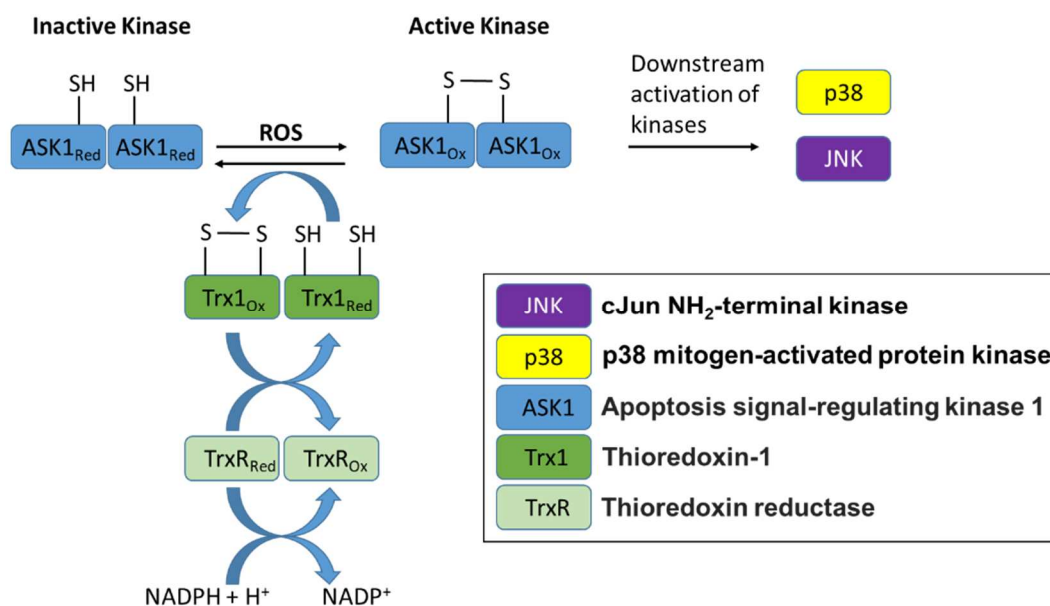 Inactive Kinase
Active Kinase
SH SH
S S
ASK1Red ASK1Red
ROS
ASK1Ox ASK1Ox
Downstream
activation of
kinases
p38
JNK
S S SH SH
Trx1Ox Trx1Red
TrxRRed TrxROx
NADPH + H⁺ NADP⁺
JNK cJun NH₂-terminal kinase
p38 p38 mitogen-activated protein kinase
ASK1 Apoptosis signal-regulating kinase 1
Trx1 Thioredoxin-1
TrxR Thioredoxin reductase